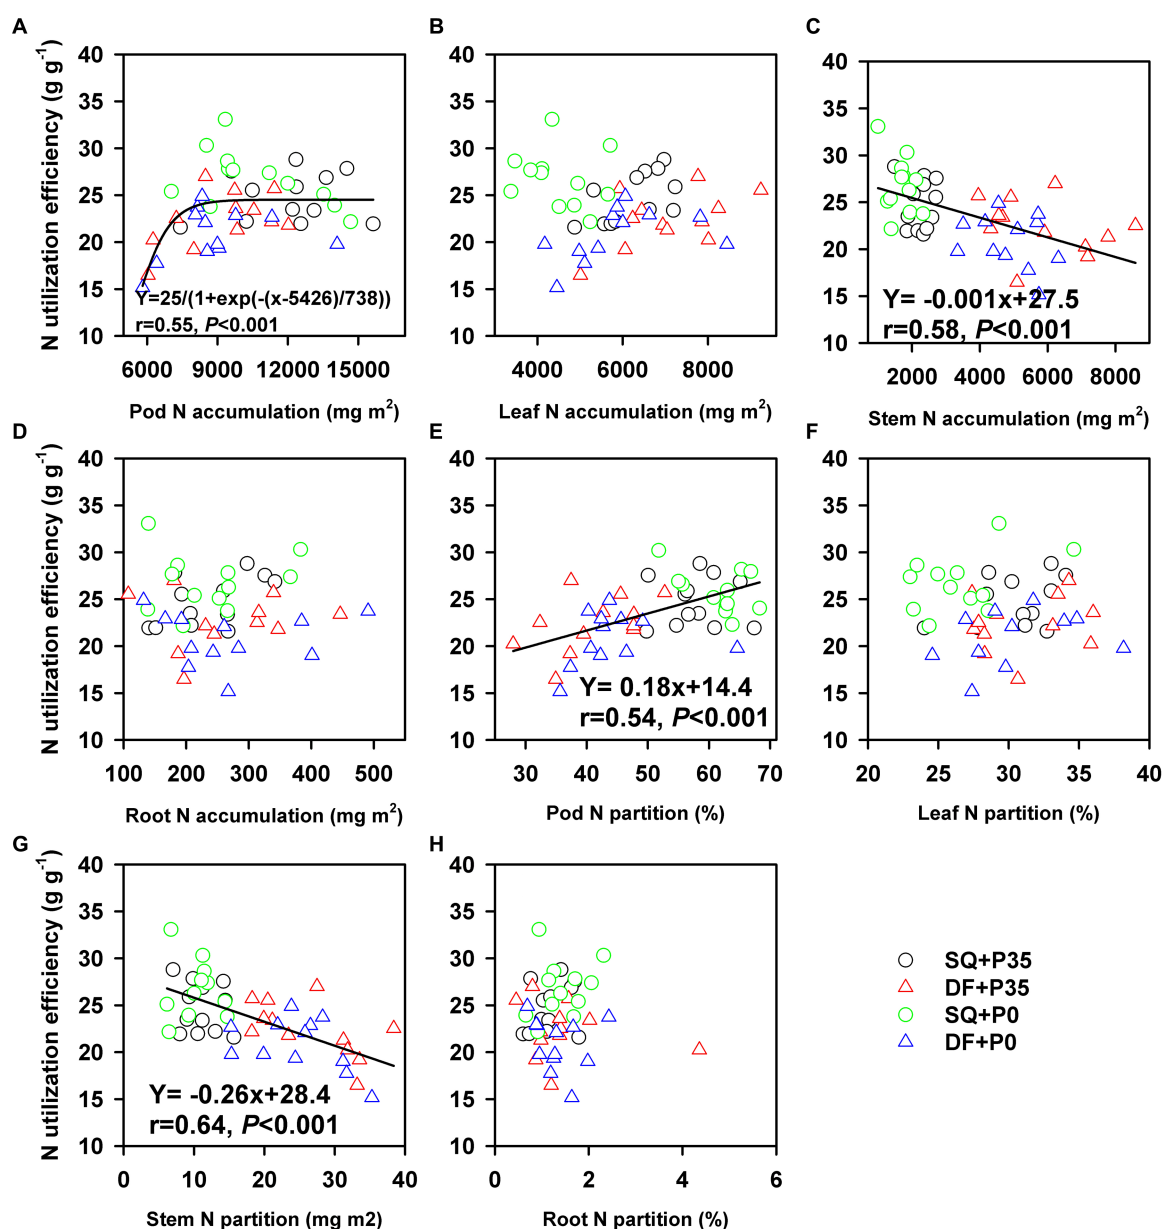 A
B
C
N utilization efficiency (g g⁻¹)
40
35
30
25
20
15
10
Y=25/(1+exp(-(x-5426)/738))
r=0.55, P<0.001
6000 9000 12000 15000
Pod N accumulation (mg m²)
40
35
30
25
20
15
10
4000 6000 8000
Leaf N accumulation (mg m²)
40
35
30
25
20
15
10
Y= -0.001x+27.5
r=0.58, P<0.001
2000 4000 6000 8000
Stem N accumulation (mg m²)
D
E
F
N utilization efficiency (g g⁻¹)
40
35
30
25
20
15
10
100 200 300 400 500
Root N accumulation (mg m²)
40
35
30
25
20
15
10
Y= 0.18x+14.4
r=0.54, P<0.001
30 40 50 60 70
Pod N partition (%)
40
35
30
25
20
15
10
20 25 30 35 40
Leaf N partition (%)
G
H
N utilization efficiency (g g⁻¹)
40
35
30
25
20
15
10
Y= -0.26x+28.4
r=0.64, P<0.001
0 10 20 30 40
Stem N partition (mg m2)
40
35
30
25
20
15
10
0 2 4 6
Root N partition (%)
SQ+P35
DF+P35
SQ+P0
DF+P0